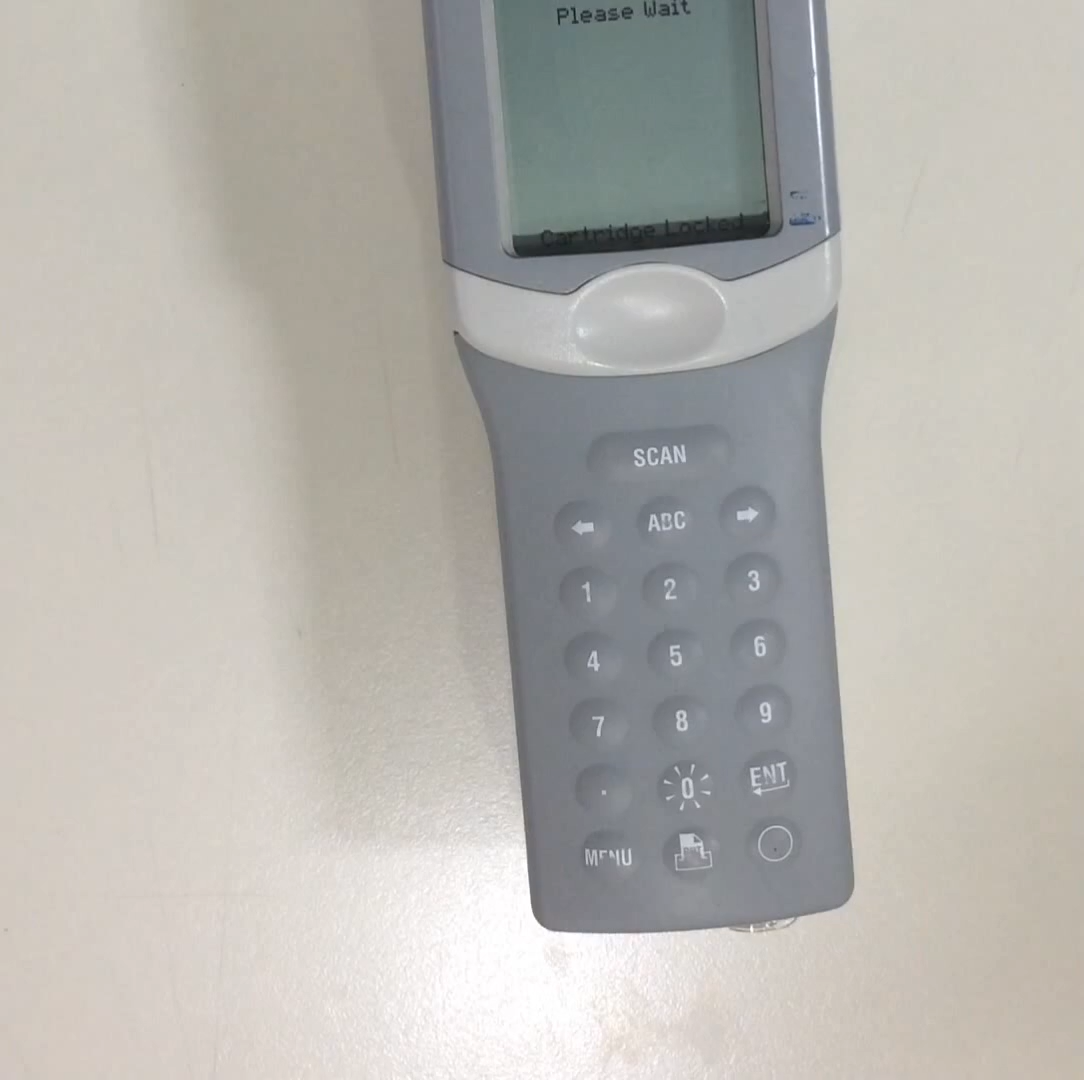 Please Wait
Cartridge Locked
SCAN
ABC
1 2 3
4 5 6
7 8 9
. 0 ENT
MENU